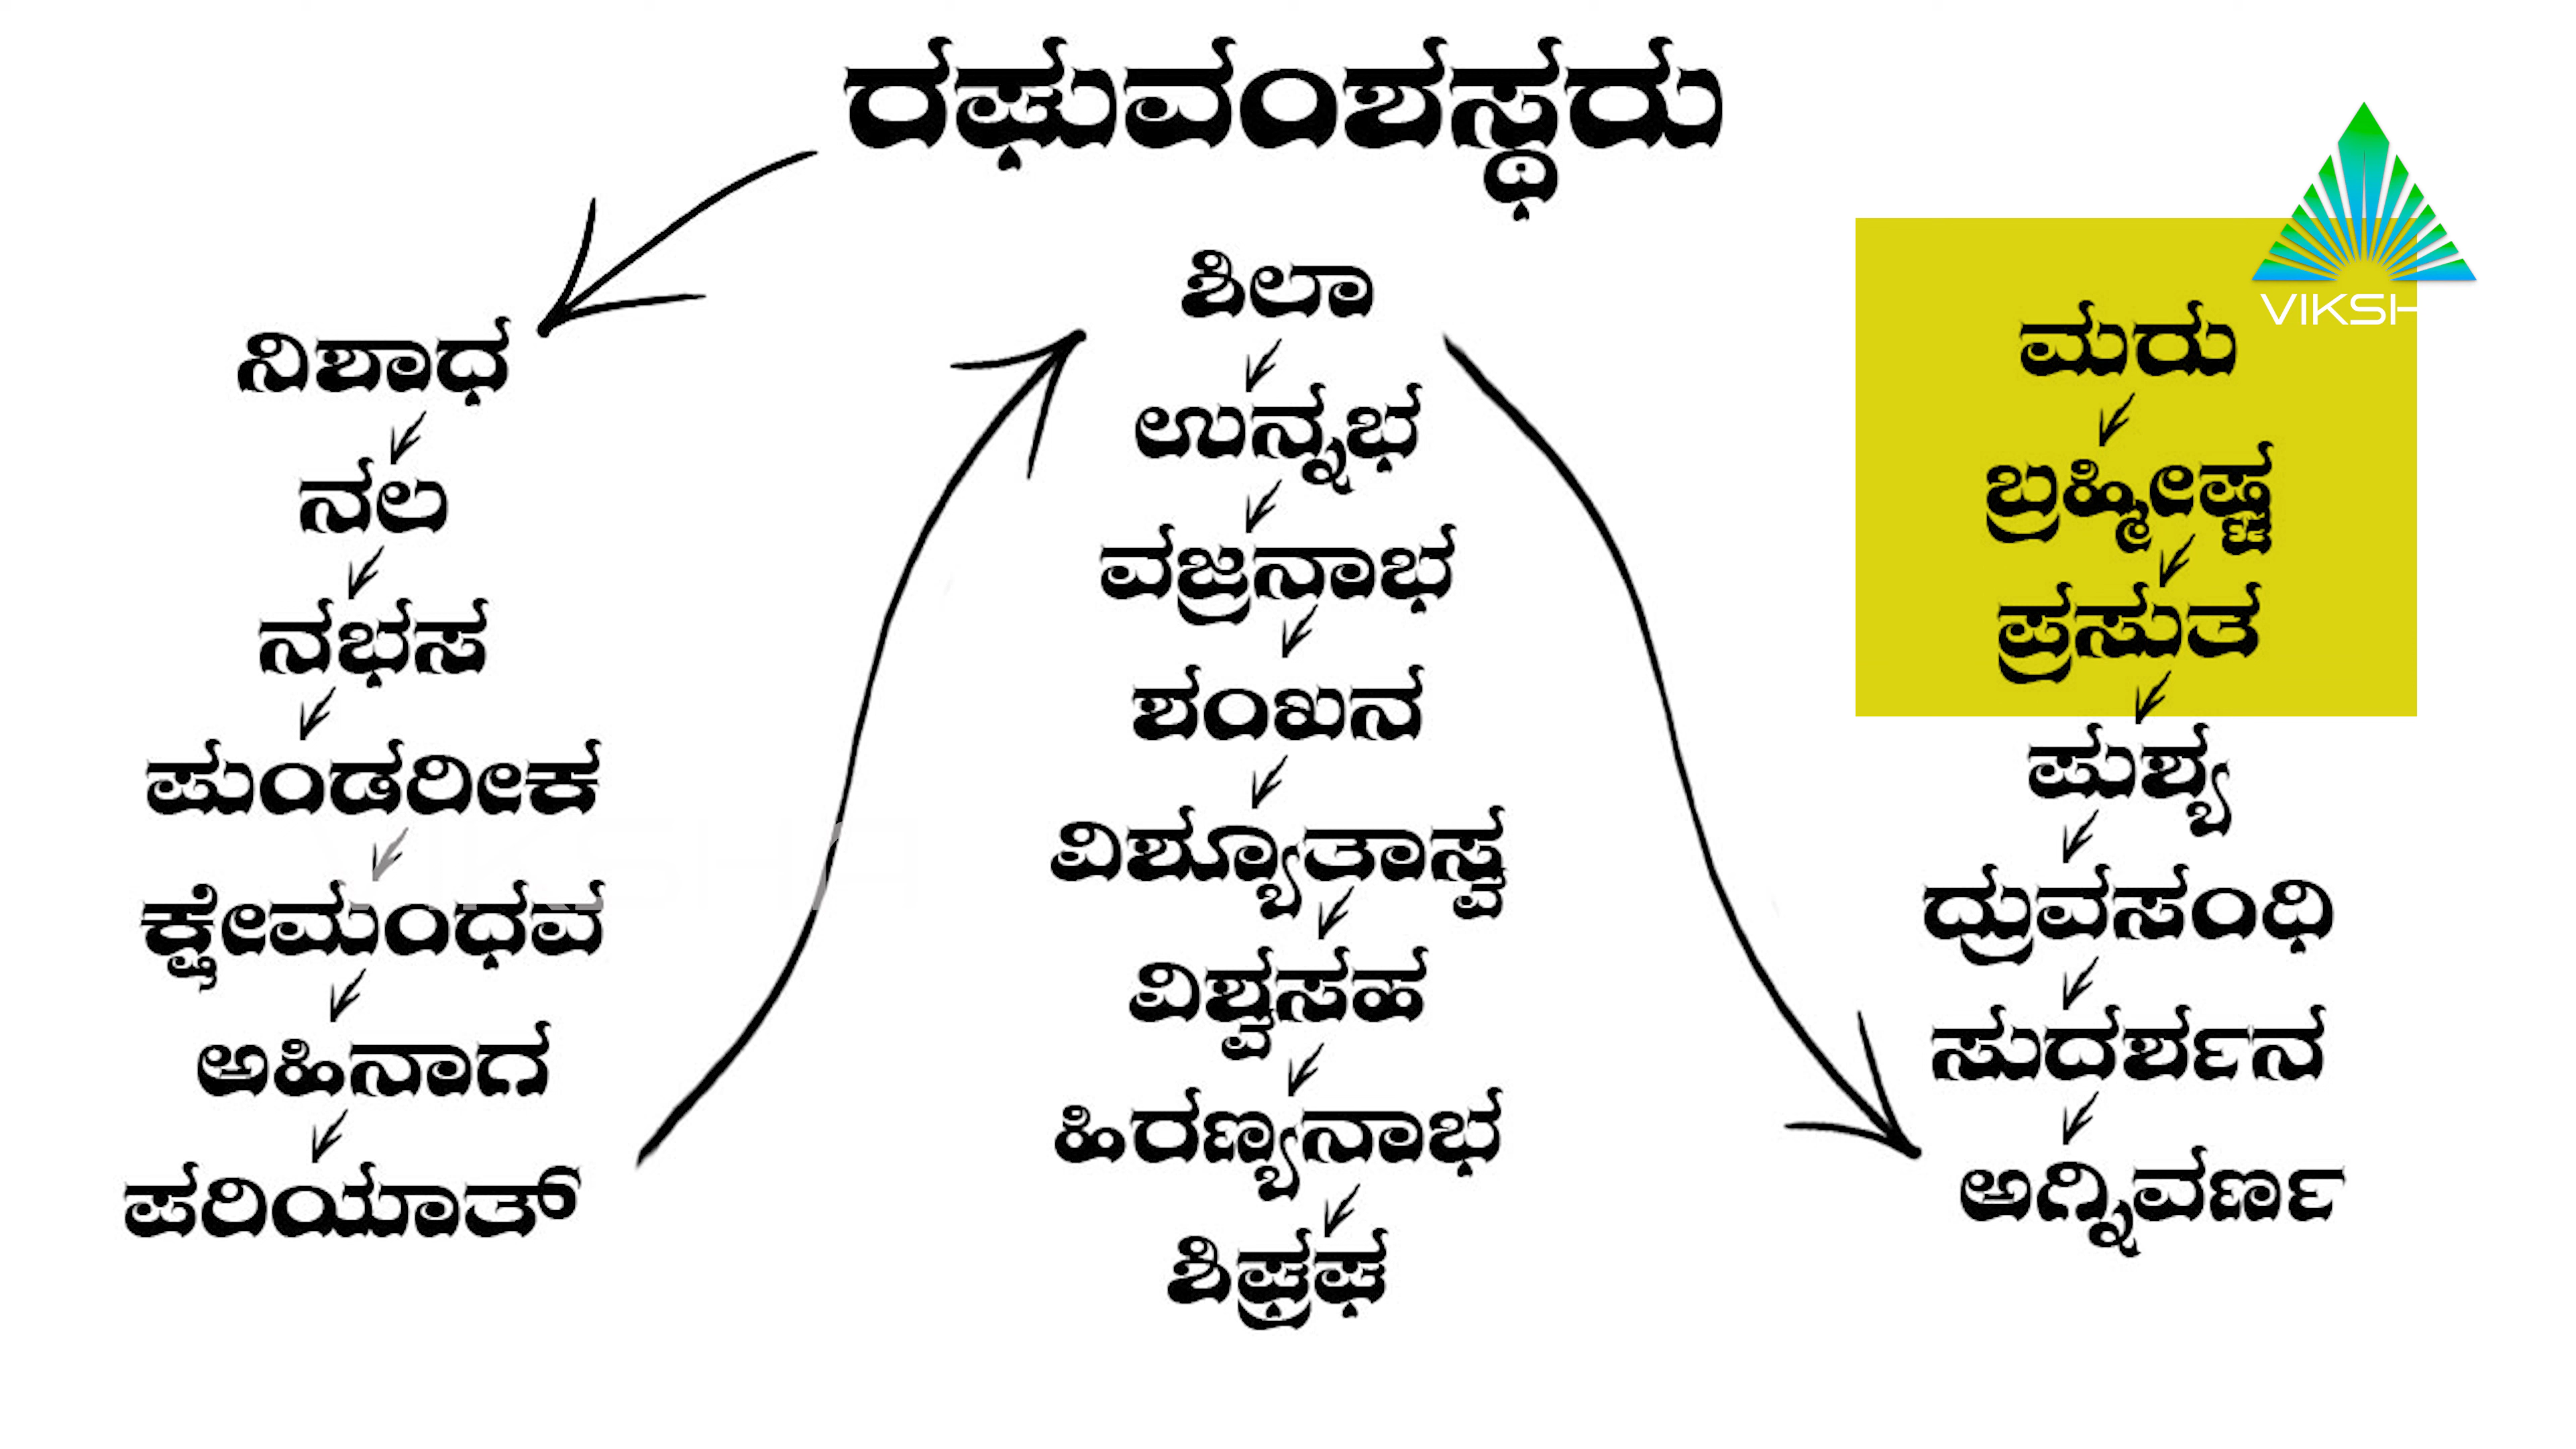 ರಘುವಂಶಸ್ಥರು
ನಿಶಾಧ
ನಲ
ನಭಸ
ಪುಂಡರೀಕ
ಕ್ಷೇಮಂಧವ
ಅಹಿನಾಗ
ಪರಿಯಾತ್
ಶಿಲಾ
ಉನ್ನಭ
ವಜ್ರನಾಭ
ಶಂಖನ
ವಿಶ್ಯೂತಾಸ್ವ
ವಿಶ್ವಸಹ
ಹಿರಣ್ಯನಾಭ
ಶಿಘ್ರಘ
VIKSH
ಮರು
ಬ್ರಹ್ಮೀಷ್ಟ
ಪ್ರಸುತ
ಪುಶ್ಯ
ಧ್ರುವಸಂಧಿ
ಸುದರ್ಶನ
ಅಗ್ನಿವರ್ಣ